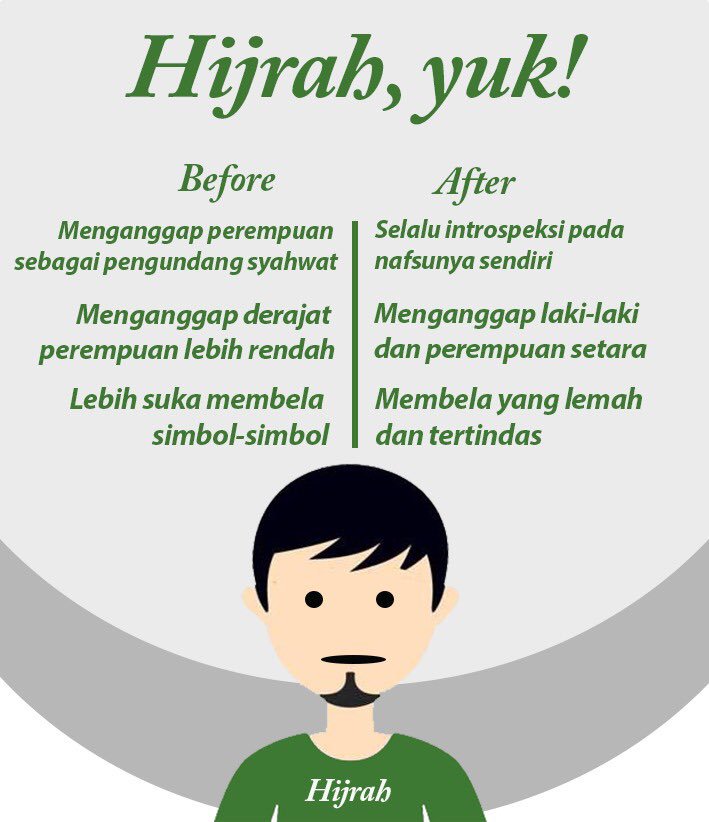 Hijrah, yuk!
Before
Menganggap perempuan
sebagai pengundang syahwat
Menganggap derajat
perempuan lebih rendah
Lebih suka membela
simbol-simbol
After
Selalu introspeksi pada
nafsunya sendiri
Menganggap laki-laki
dan perempuan setara
Membela yang lemah
dan tertindas
Hijrah